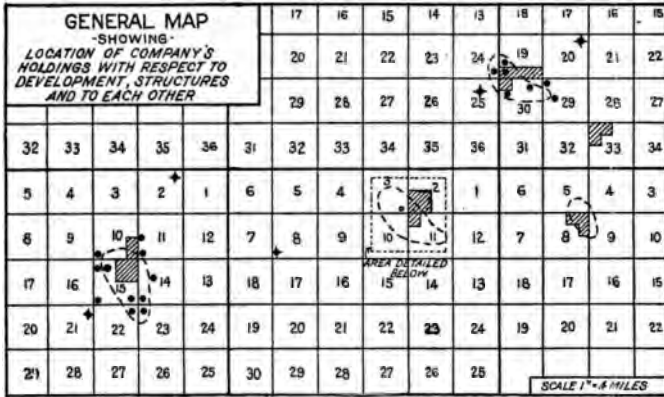 GENERAL MAP
-SHOWING-
LOCATION OF COMPANY'S
HOLDINGS WITH RESPECT TO
DEVELOPMENT, STRUCTURES
AND TO EACH OTHER
17 16 15 14 13 18 17 16 15
20 21 22 23 24 19 20 21 22
29 28 27 26 25 30 29 28 27
32 33 34 35 36 31 32 33 34 35 36 31 32 33 34
5 4 3 2 1 6 5 4 3 2 1 6 5 4 3
8 9 10 11 12 7 8 9 10 11 12 7 8 9 10
AREA DETAILED
BELOW
17 16 15 14 13 18 17 16 15 14 13 18 17 16 15
20 21 22 23 24 19 20 21 22 23 24 19 20 21 22
29 28 27 26 25 30 29 28 27 26 25
SCALE 1"=4 MILES